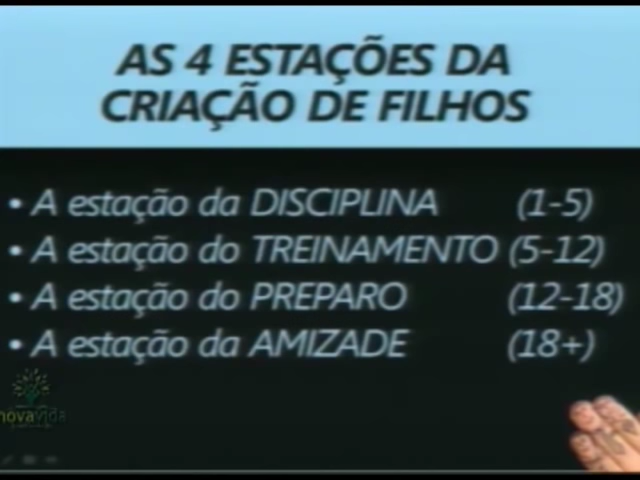 AS 4 ESTAÇÕES DA
CRIAÇÃO DE FILHOS
• A estação da DISCIPLINA (1-5)
• A estação do TREINAMENTO (5-12)
• A estação do PREPARO (12-18)
• A estação da AMIZADE (18+)
novavida